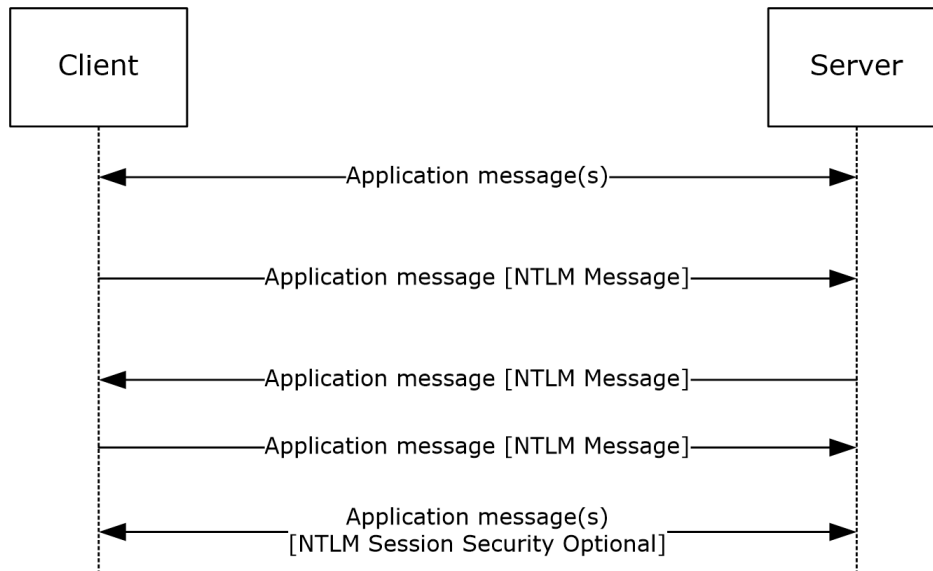 Client
Server
Application message(s)
Application message [NTLM Message]
Application message [NTLM Message]
Application message [NTLM Message]
Application message(s)
[NTLM Session Security Optional]